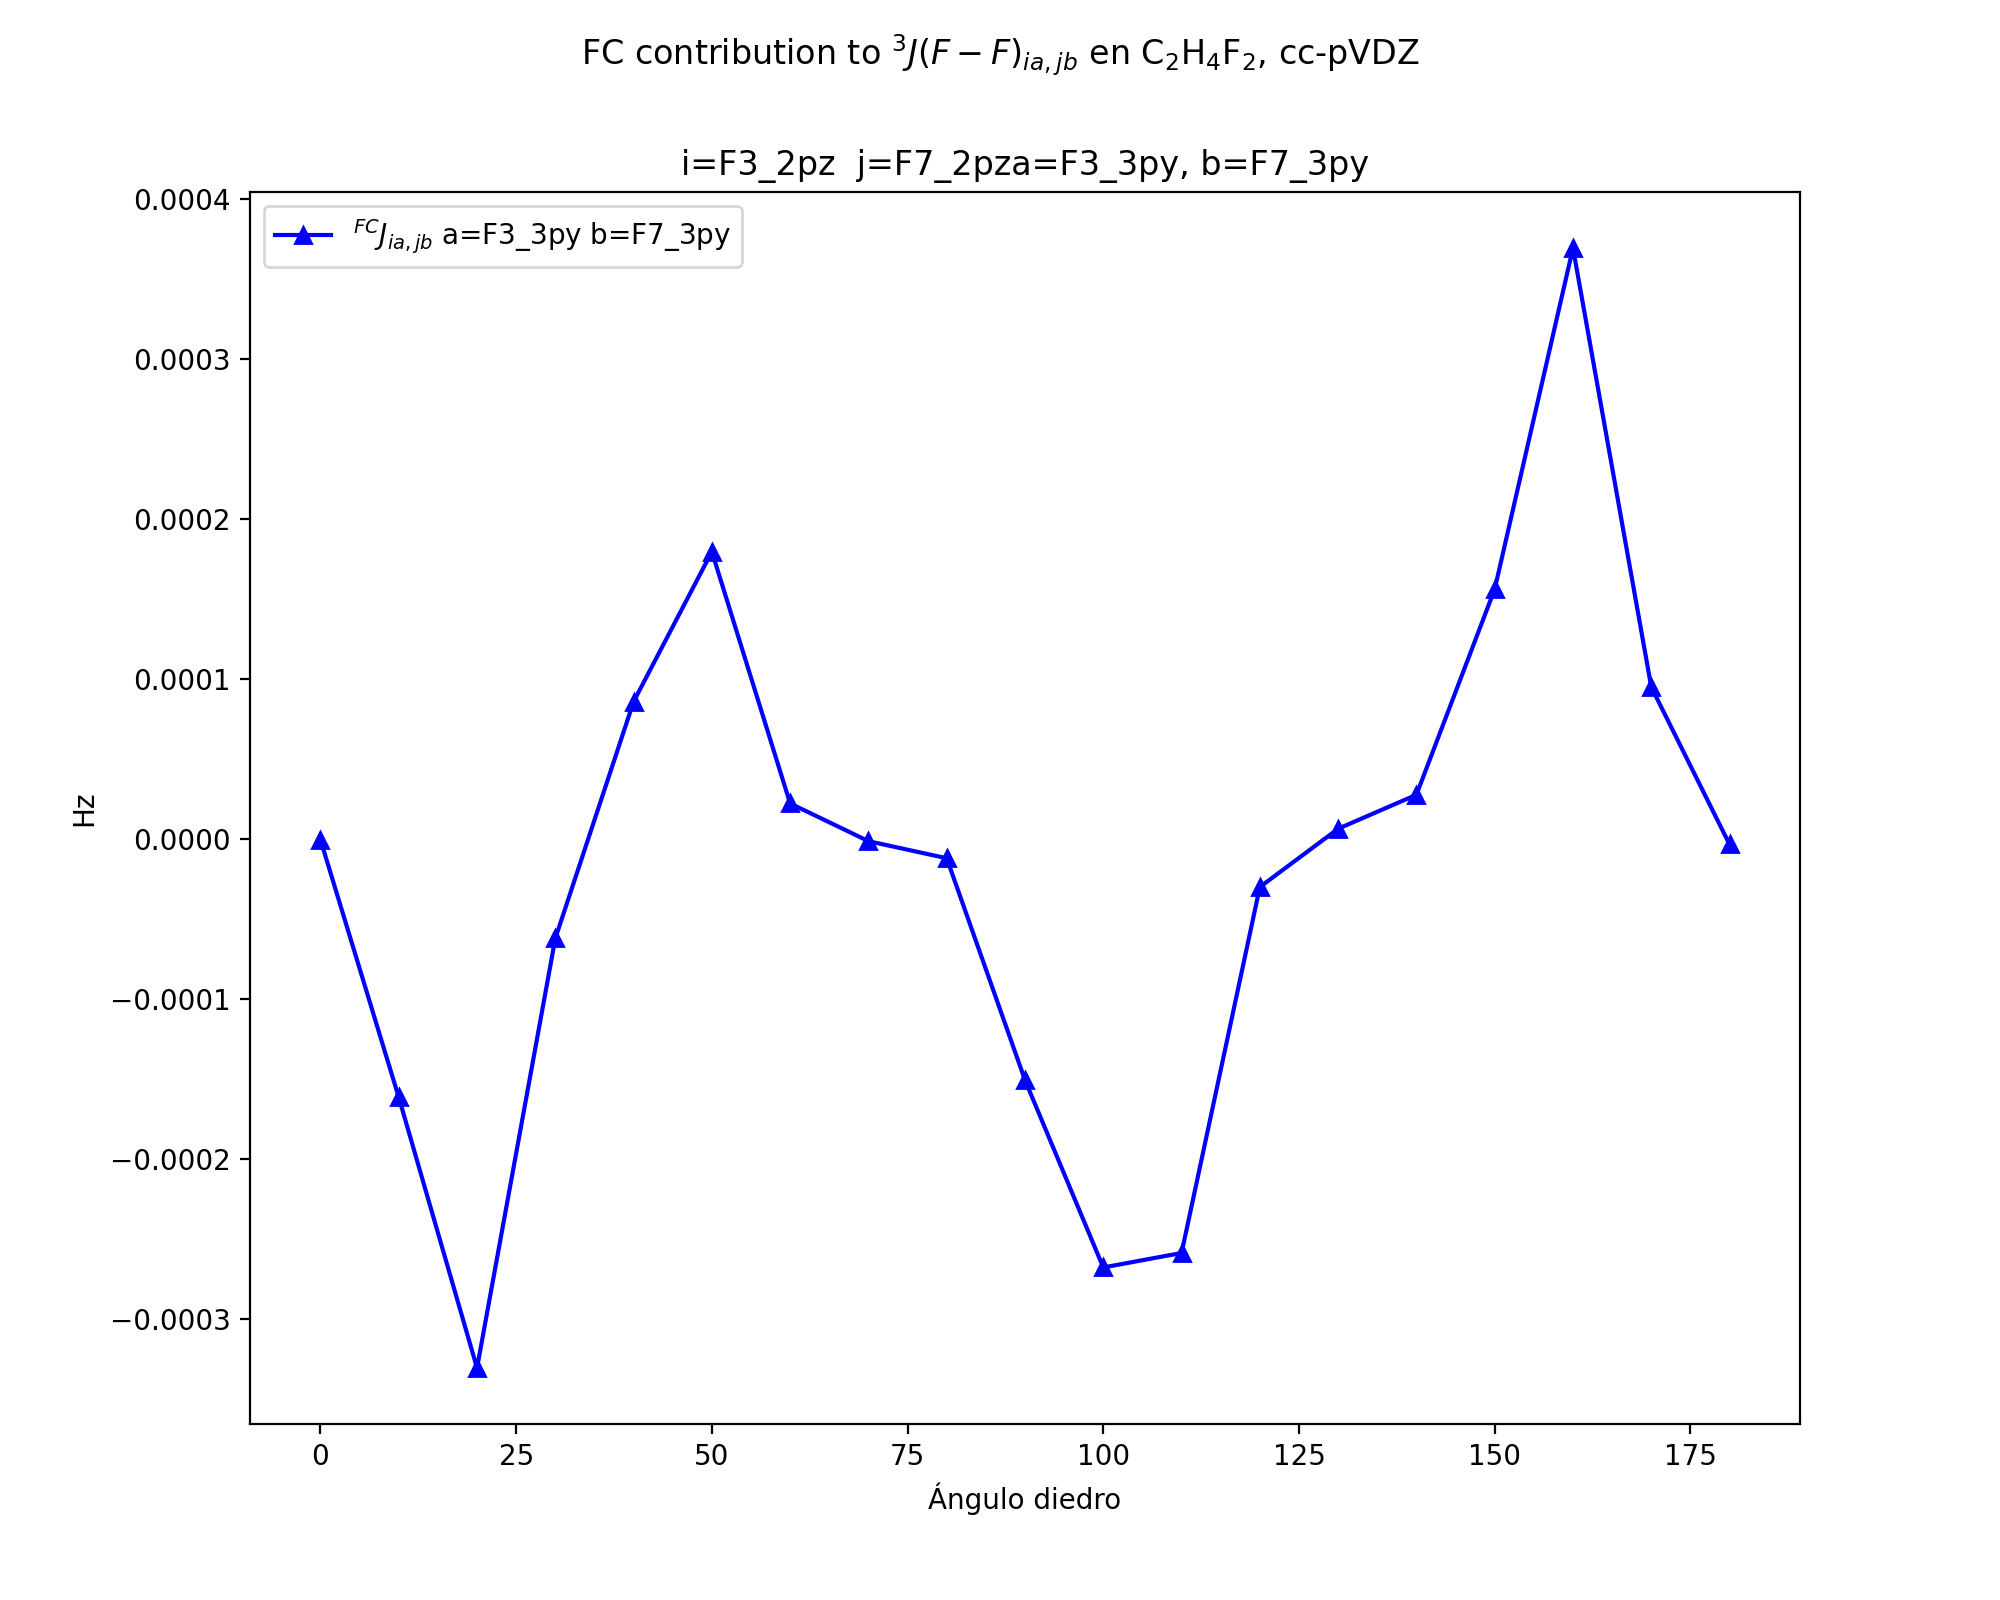 FC contribution to ³J(F − F)ia, jb en C₂H₄F₂, cc-pVDZ
i=F3_2pz  j=F7_2pza=F3_3py, b=F7_3py
FCJia, jb a=F3_3py b=F7_3py
0.0004
0.0003
0.0002
0.0001
0.0000
−0.0001
−0.0002
−0.0003
Hz
0 25 50 75 100 125 150 175
Ángulo diedro